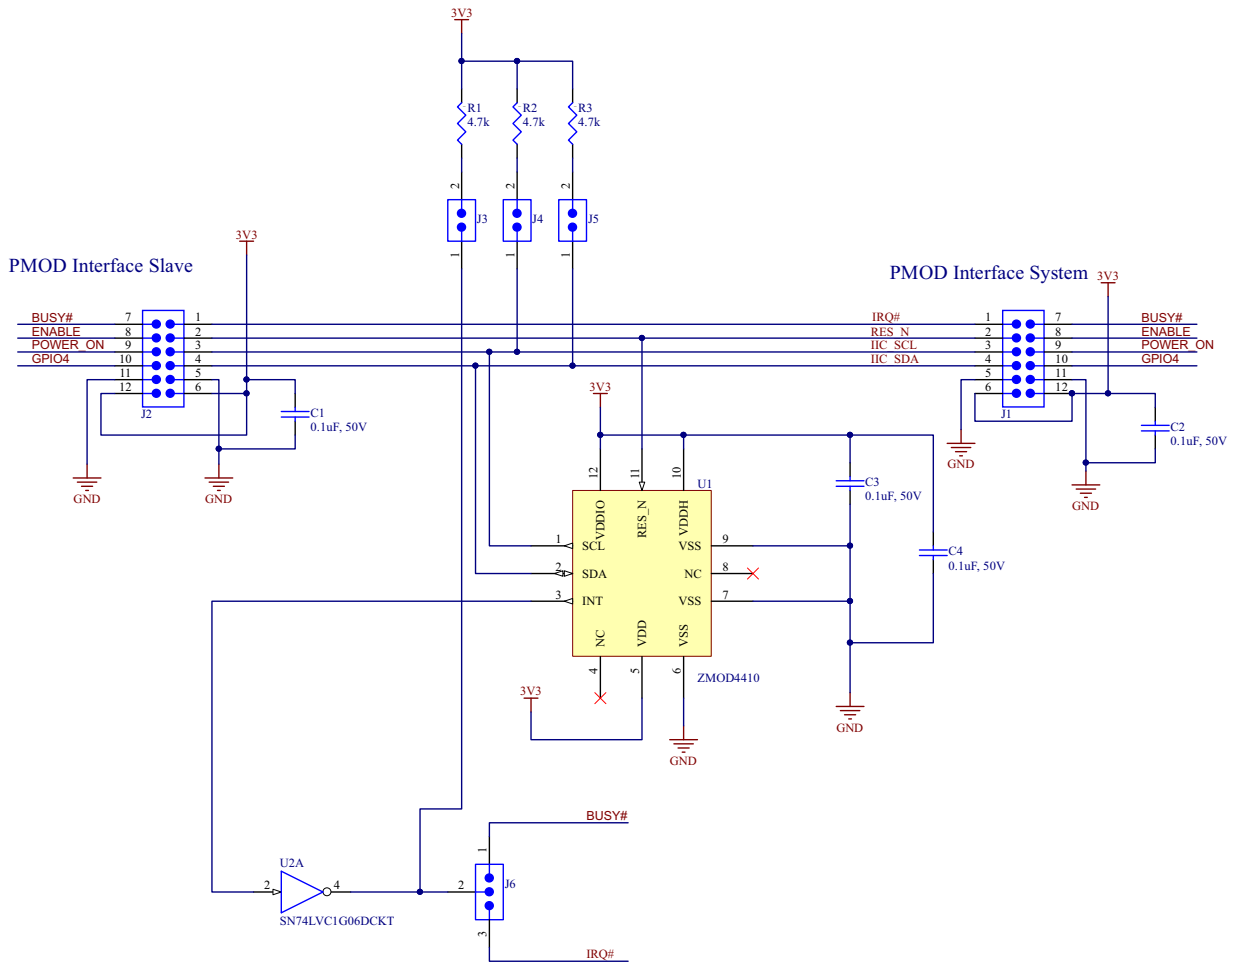 3V3
R1
4.7k
R2
4.7k
R3
4.7k
2
2
2
J3
J4
J5
1
1
1
PMOD Interface Slave
3V3
BUSY#
ENABLE
POWER_ON
GPIO4
7
8
9
10
11
12
1
2
3
4
5
6
J2
C1
0.1uF, 50V
GND
GND
PMOD Interface System
3V3
IRQ#
RES_N
IIC_SCL
IIC_SDA
1
2
3
4
5
6
7
8
9
10
11
12
J1
BUSY#
ENABLE
POWER_ON
GPIO4
C2
0.1uF, 50V
GND
GND
3V3
12
11
10
U1
VDDIO
RES_N
VDDH
1
SCL
2
SDA
3
INT
VSS
9
NC
8
VSS
7
NC
VDD
VSS
4
5
6
ZMOD4410
C3
0.1uF, 50V
C4
0.1uF, 50V
GND
3V3
GND
BUSY#
1
U2A
2
4
SN74LVC1G06DCKT
2
J6
3
IRQ#